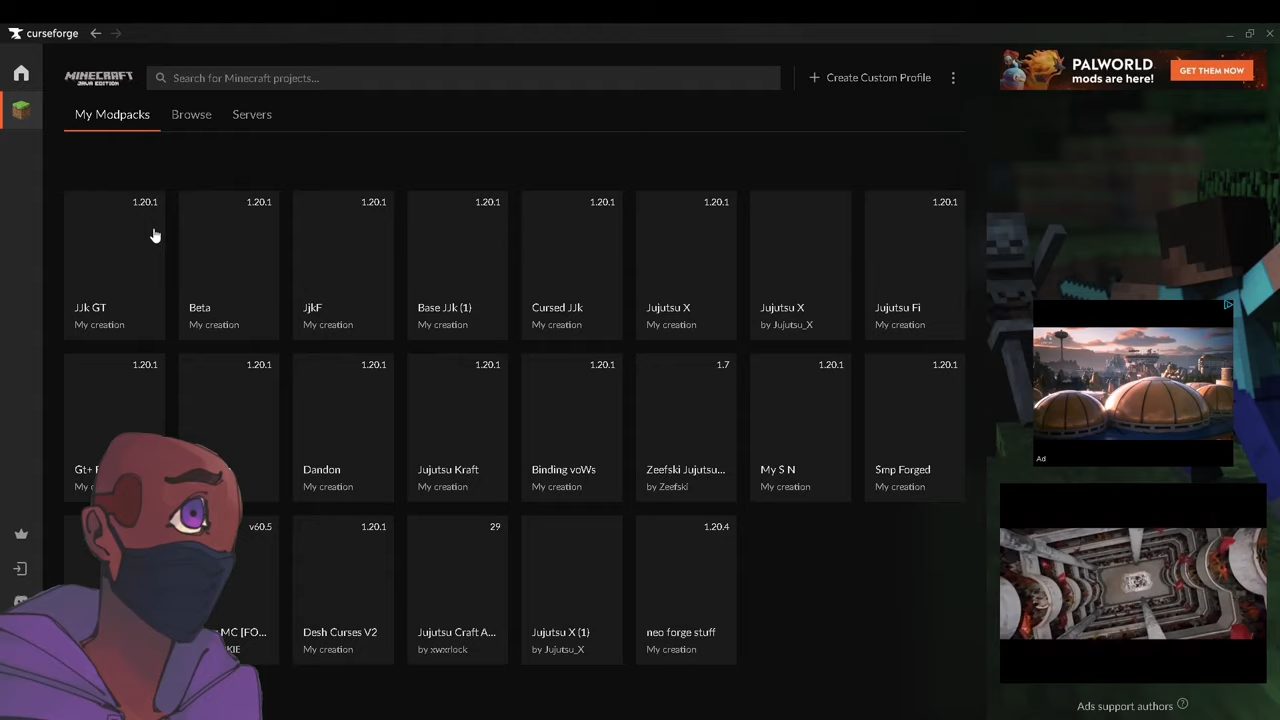 curseforge
MINECRAFT
JAVA EDITION
Search for Minecraft projects...
Create Custom Profile
PALWORLD
mods are here!
GET THEM NOW
My Modpacks
Browse
Servers
1.20.1
JJk GT
My creation
1.20.1
Beta
My creation
1.20.1
JjkF
My creation
1.20.1
Base JJk (1)
My creation
1.20.1
Cursed JJk
My creation
1.20.1
Jujutsu X
My creation
Jujutsu X
by Jujutsu_X
1.20.1
Jujutsu Fi
My creation
1.20.1
Gt+
1.20.1
1.20.1
Dandon
My creation
1.20.1
Jujutsu Kraft
My creation
1.20.1
Binding voWs
My creation
1.7
Zeefski Jujutsu...
by Zeefski
1.20.1
My S N
My creation
1.20.1
Smp Forged
My creation
v60.5
MC [FO...
1.20.1
Desh Curses V2
My creation
29
Jujutsu Craft A...
by xwxrlock
Jujutsu X (1)
by Jujutsu_X
1.20.4
neo forge stuff
My creation
Ad
Ads support authors